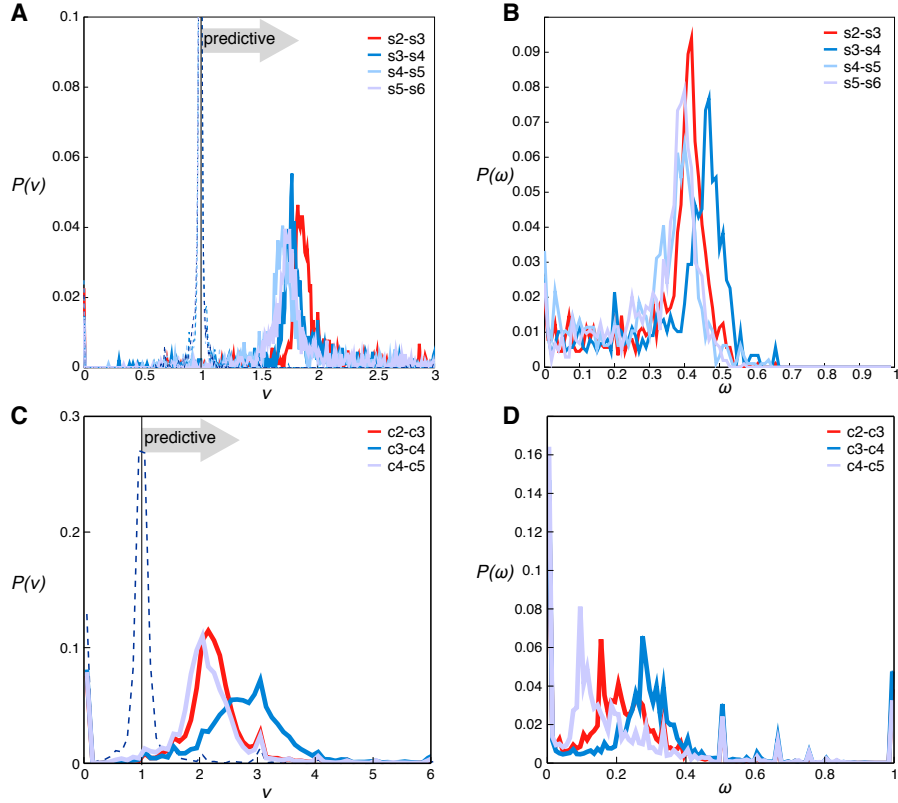 A
0.1
0.08
0.06
0.04
0.02
0
P(v)
predictive
s2-s3
s3-s4
s4-s5
s5-s6
0 0.5 1 1.5 2 2.5 3
v
B
0.09
0.08
0.07
0.06
0.05
0.04
0.03
0.02
0.01
0
P(ω)
s2-s3
s3-s4
s4-s5
s5-s6
0 0.1 0.2 0.3 0.4 0.5 0.6 0.7 0.8 0.9 1
ω
C
0.3
0.2
0.1
0
P(v)
predictive
c2-c3
c3-c4
c4-c5
0 1 2 3 4 5 6
v
D
0.16
0.14
0.12
0.1
0.08
0.06
0.04
0.02
0
P(ω)
c2-c3
c3-c4
c4-c5
0 0.2 0.4 0.6 0.8 1
ω